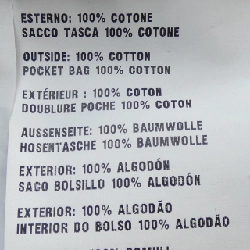 ESTERNO: 100% COTONE
SACCO TASCA 100% COTONE
OUTSIDE: 100% COTTON
POCKET BAG 100% COTTON
EXTÉRIEUR : 100% COTON
DOUBLURE POCHE 100% COTON
AUSSENSEITE: 100% BAUMWOLLE
HOSENTASCHE 100% BAUMWOLLE
EXTERIOR: 100% ALGODÓN
SACO BOLSILLO 100% ALGODÓN
EXTERIOR: 100% ALGODÃO
INTERIOR DO BOLSO 100% ALGODÃO